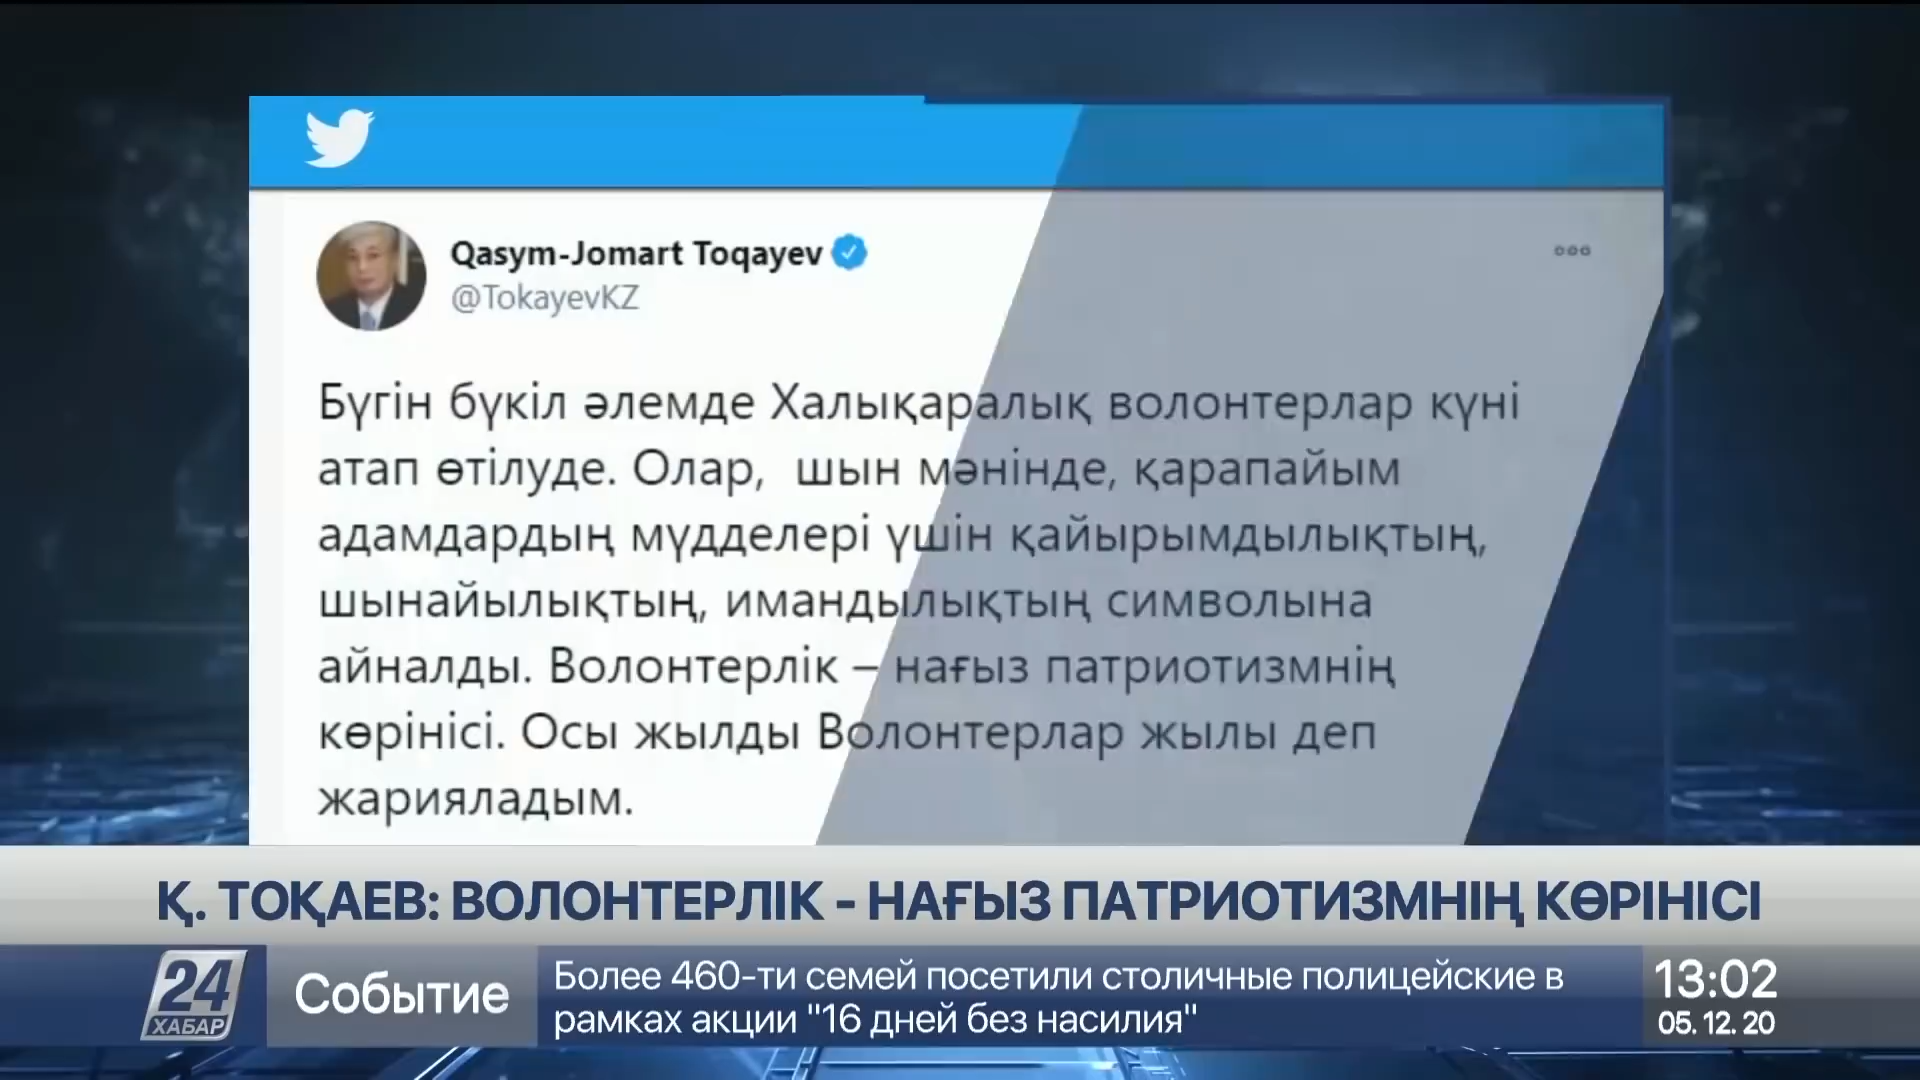 Qasym-Jomart Toqayev
@TokayevKZ
Бүгін бүкіл әлемде Халықаралық волонтерлар күні
атап өтілуде. Олар, шын мәнінде, қарапайым
адамдардың мүдделері үшін қайырымдылықтың,
шынайылықтың, имандылықтың символына
айналды. Волонтерлік – нағыз патриотизмнің
көрінісі. Осы жылды Волонтерлар жылы деп
жарияладым.
Қ. ТОҚАЕВ: ВОЛОНТЕРЛІК - НАҒЫЗ ПАТРИОТИЗМНІҢ КӨРІНІСІ
24
ХАБАР
Событие
Более 460-ти семей посетили столичные полицейские в
рамках акции "16 дней без насилия"
13:02
05. 12. 20